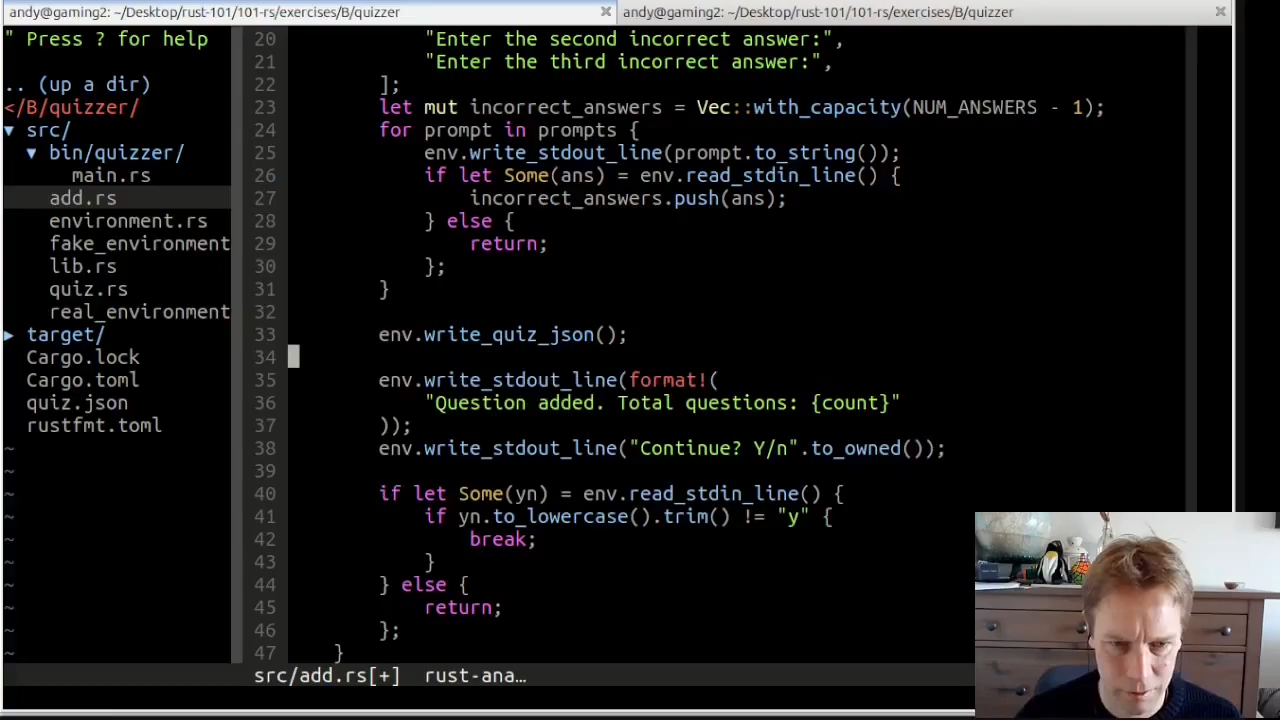 andy@gaming2: ~/Desktop/rust-101/101-rs/exercises/B/quizzer
andy@gaming2: ~/Desktop/rust-101/101-rs/exercises/B/quizzer
" Press ? for help
.. (up a dir)
</B/quizzer/
▼ src/
▼ bin/quizzer/
main.rs
add.rs
environment.rs
fake_environment
lib.rs
quiz.rs
real_environment
▶ target/
Cargo.lock
Cargo.toml
quiz.json
rustfmt.toml
~
~
~
~
~
~
~
~
~
~
20 "Enter the second incorrect answer:",
21 "Enter the third incorrect answer:",
22 ];
23 let mut incorrect_answers = Vec::with_capacity(NUM_ANSWERS - 1);
24 for prompt in prompts {
25 env.write_stdout_line(prompt.to_string());
26 if let Some(ans) = env.read_stdin_line() {
27 incorrect_answers.push(ans);
28 } else {
29 return;
30 };
31 }
32
33 env.write_quiz_json();
34
35 env.write_stdout_line(format!(
36 "Question added. Total questions: {count}"
37 ));
38 env.write_stdout_line("Continue? Y/n".to_owned());
39
40 if let Some(yn) = env.read_stdin_line() {
41 if yn.to_lowercase().trim() != "y" {
42 break;
43 }
44 } else {
45 return;
46 };
47 }
src/add.rs[+] rust-ana…